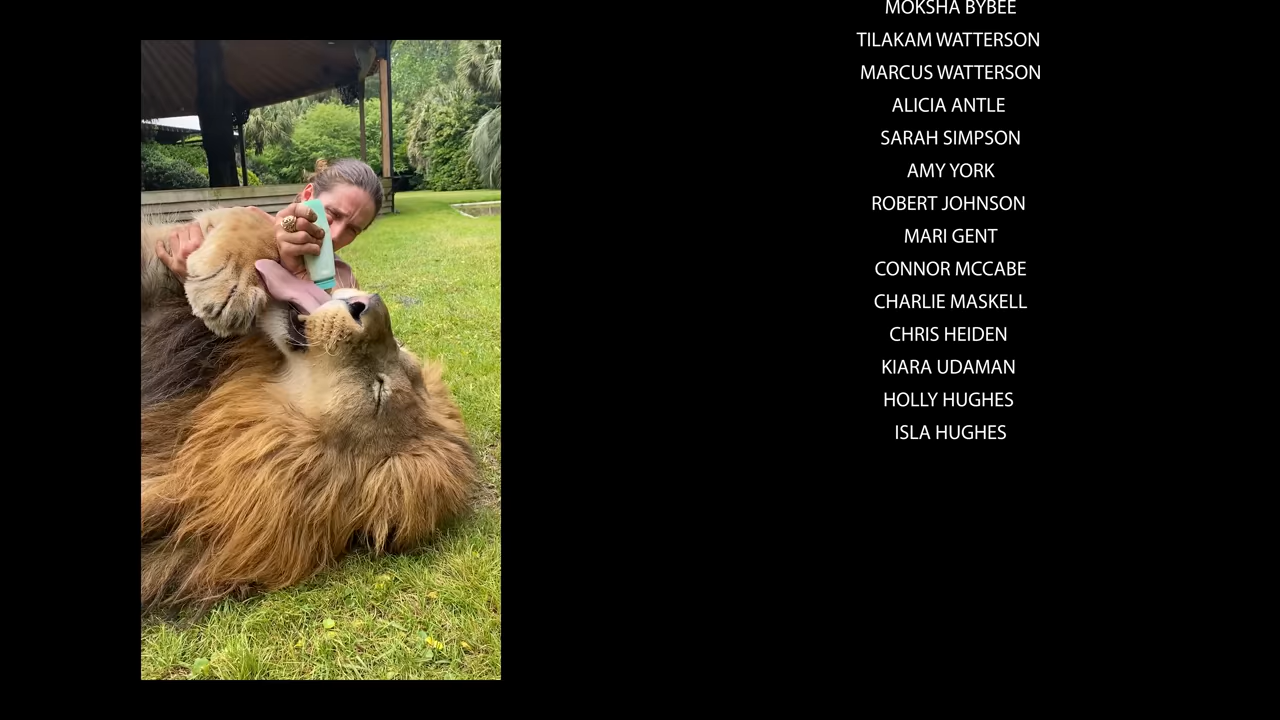 MOKSHA BYBEE
TILAKAM WATTERSON
MARCUS WATTERSON
ALICIA ANTLE
SARAH SIMPSON
AMY YORK
ROBERT JOHNSON
MARI GENT
CONNOR MCCABE
CHARLIE MASKELL
CHRIS HEIDEN
KIARA UDAMAN
HOLLY HUGHES
ISLA HUGHES